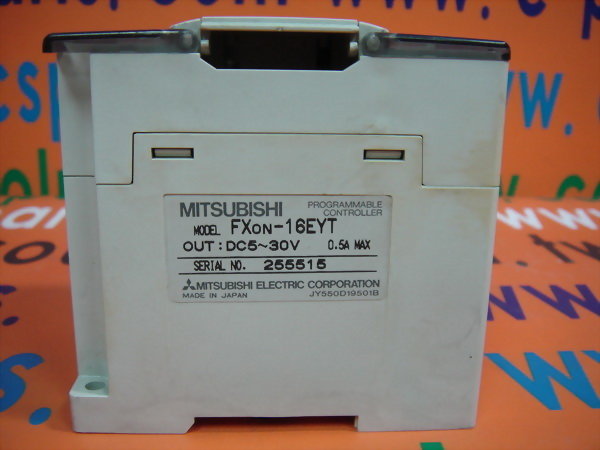 MITSUBISHI PROGRAMMABLE CONTROLLER
MODEL FXON-16EYT
OUT : DC5~30V 0.5A MAX
SERIAL NO. 255515
MITSUBISHI ELECTRIC CORPORATION
MADE IN JAPAN JY550D19501B